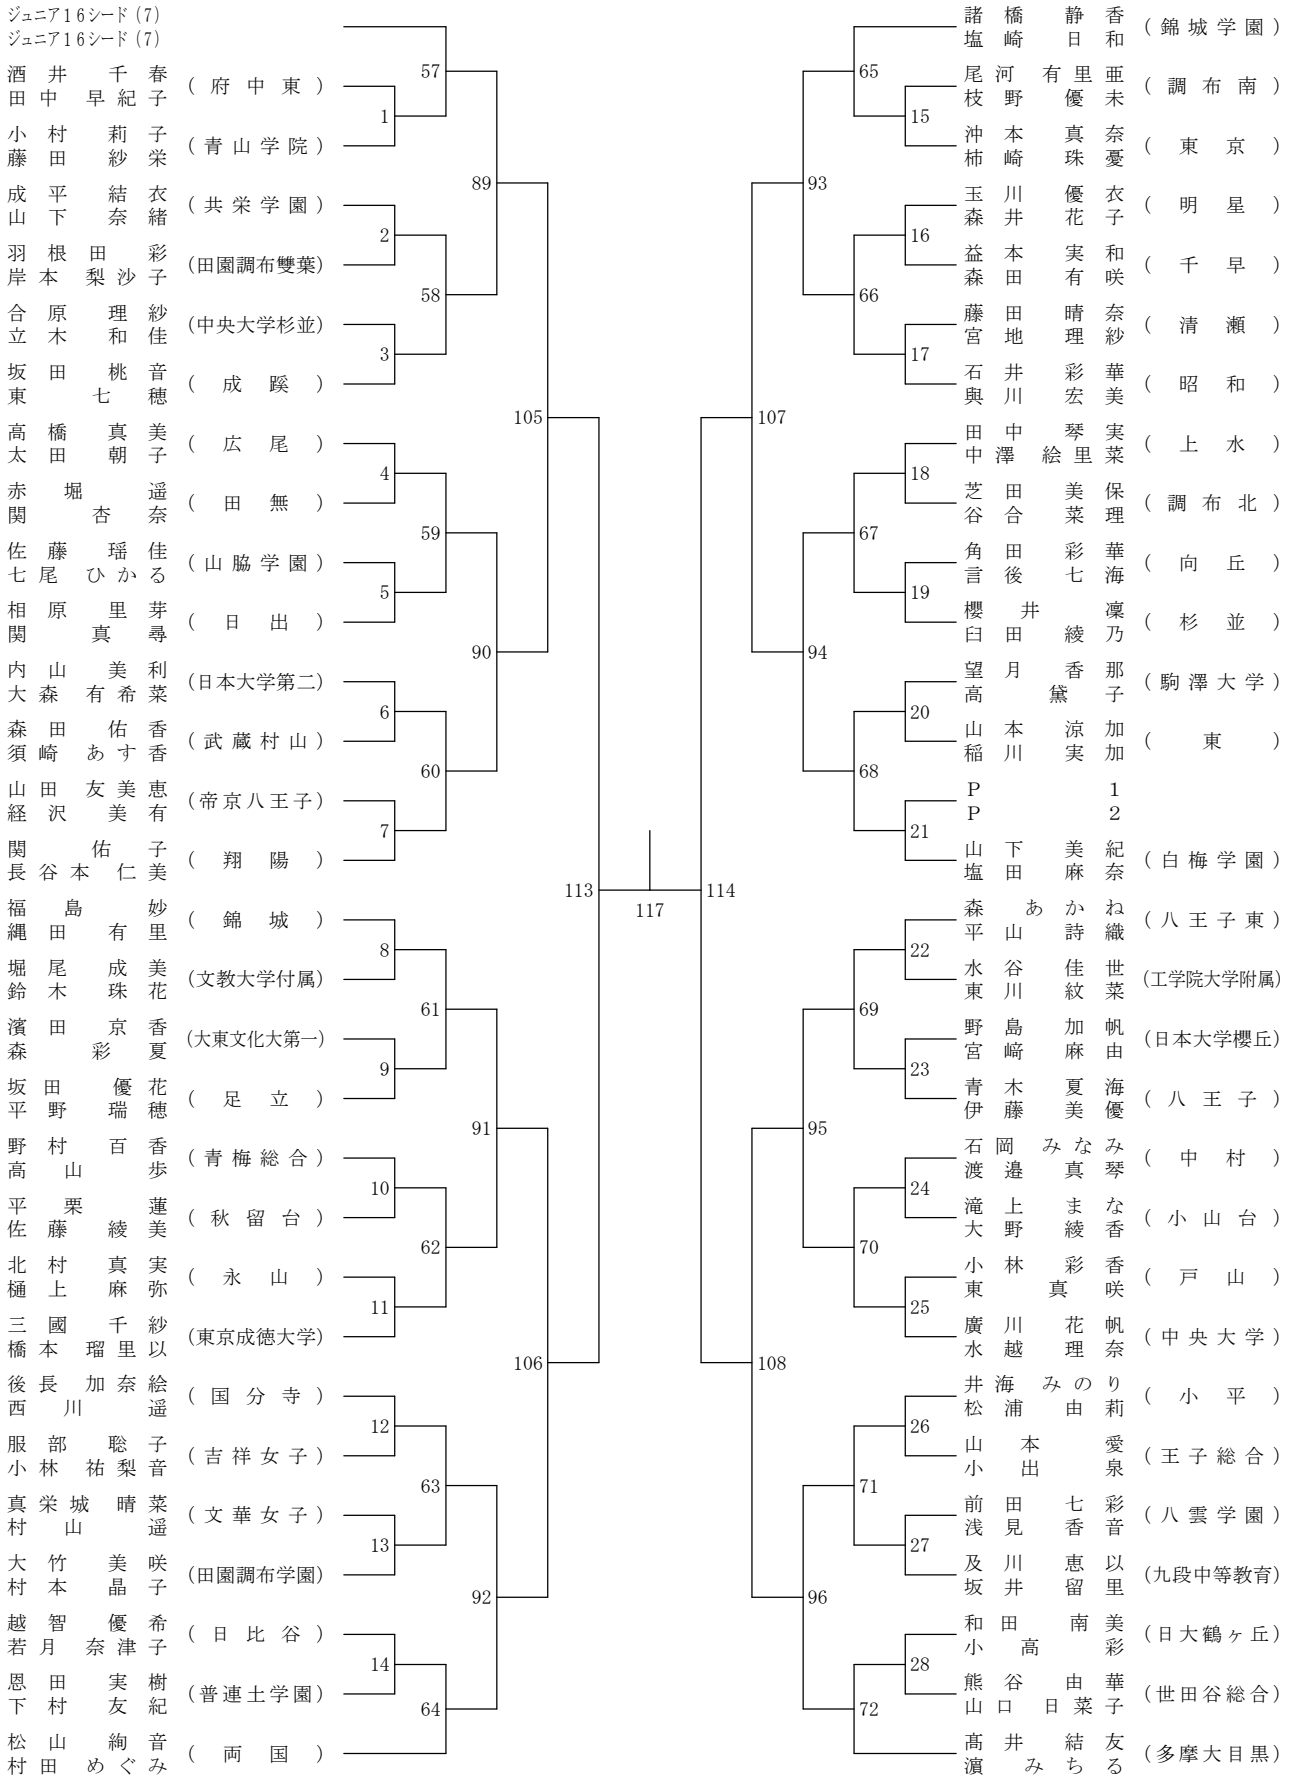 ジュニア16シード (7)
ジュニア16シード (7)
酒井 千春
田中 早紀子
(府中東)
小村 莉子
藤田 紗栄
(青山学院)
成平 結衣
山下 奈緒
(共栄学園)
羽根田 彩
岸本 梨沙子
(田園調布雙葉)
合原 理紗
立木 和佳
(中央大学杉並)
坂田 桃音
東 七穂
(成蹊)
高橋 真美
太田 朝子
(広尾)
赤堀 遥
関 杏奈
(田無)
佐藤 瑶佳
七尾 ひかる
(山脇学園)
相原 里芽
関 真尋
(日出)
内山 美利
大森 有希菜
(日本大学第二)
森田 佑香
須崎 あす香
(武蔵村山)
山田 友美恵
経沢 美有
(帝京八王子)
関 佑子
長谷本 仁美
(翔陽)
福島 妙
縄田 有里
(錦城)
堀尾 成美
鈴木 珠花
(文教大学付属)
濱田 京香
森 彩夏
(大東文化大第一)
坂田 優花
平野 瑞穂
(足立)
野村 百香
高山 歩
(青梅総合)
平栗 蓮
佐藤 綾美
(秋留台)
北村 真実
樋上 麻弥
(永山)
三國 千紗
橋本 瑠里以
(東京成徳大学)
後長 加奈絵
西川 遥
(国分寺)
服部 聡子
小林 祐梨音
(吉祥女子)
真栄城 晴菜
村山 遥
(文華女子)
大竹 美咲
村本 晶子
(田園調布学園)
越智 優希
若月 奈津子
(日比谷)
恩田 実樹
下村 友紀
(普連土学園)
松山 絢音
村田 めぐみ
(両国)
1
2
3
4
5
6
7
8
9
10
11
12
13
14
57
58
59
60
61
62
63
64
89
90
91
92
105
106
113
117
114
107
108
93
94
95
96
65
66
67
68
69
70
71
72
15
16
17
18
19
20
21
22
23
24
25
26
27
28
諸橋 静香
塩崎 日和
(錦城学園)
尾河 有里亜
枝野 優未
(調布南)
沖本 真奈
柿崎 珠憂
(東京)
玉川 優衣
森井 花子
(明星)
益本 実和
森田 有咲
(千早)
藤田 晴奈
宮地 理紗
(清瀬)
石井 彩華
與川 宏美
(昭和)
田中 琴実
中澤 絵里菜
(上水)
芝田 美保
谷合 菜理
(調布北)
角田 彩華
言後 七海
(向丘)
櫻井 凜
臼田 綾乃
(杉並)
望月 香那
高 黛子
(駒澤大学)
山本 涼加
稲川 実加
(東)
P 1
P 2
山下 美紀
塩田 麻奈
(白梅学園)
森 あかね
平山 詩織
(八王子東)
水谷 佳世
東川 紋菜
(工学院大学附属)
野島 加帆
宮﨑 麻由
(日本大学櫻丘)
青木 夏海
伊藤 美優
(八王子)
石岡 みなみ
渡邉 真琴
(中村)
滝上 まな
大野 綾香
(小山台)
小林 彩香
東 真咲
(戸山)
廣川 花帆
水越 理奈
(中央大学)
井海 みのり
松浦 由莉
(小平)
山本 愛
小出 泉
(王子総合)
前田 七彩
浅見 香音
(八雲学園)
及川 恵以
坂井 留里
(九段中等教育)
和田 南美
小高 彩
(日大鶴ヶ丘)
熊谷 由華
山口 日菜子
(世田谷総合)
髙井 結友
濵 みちる
(多摩大目黒)